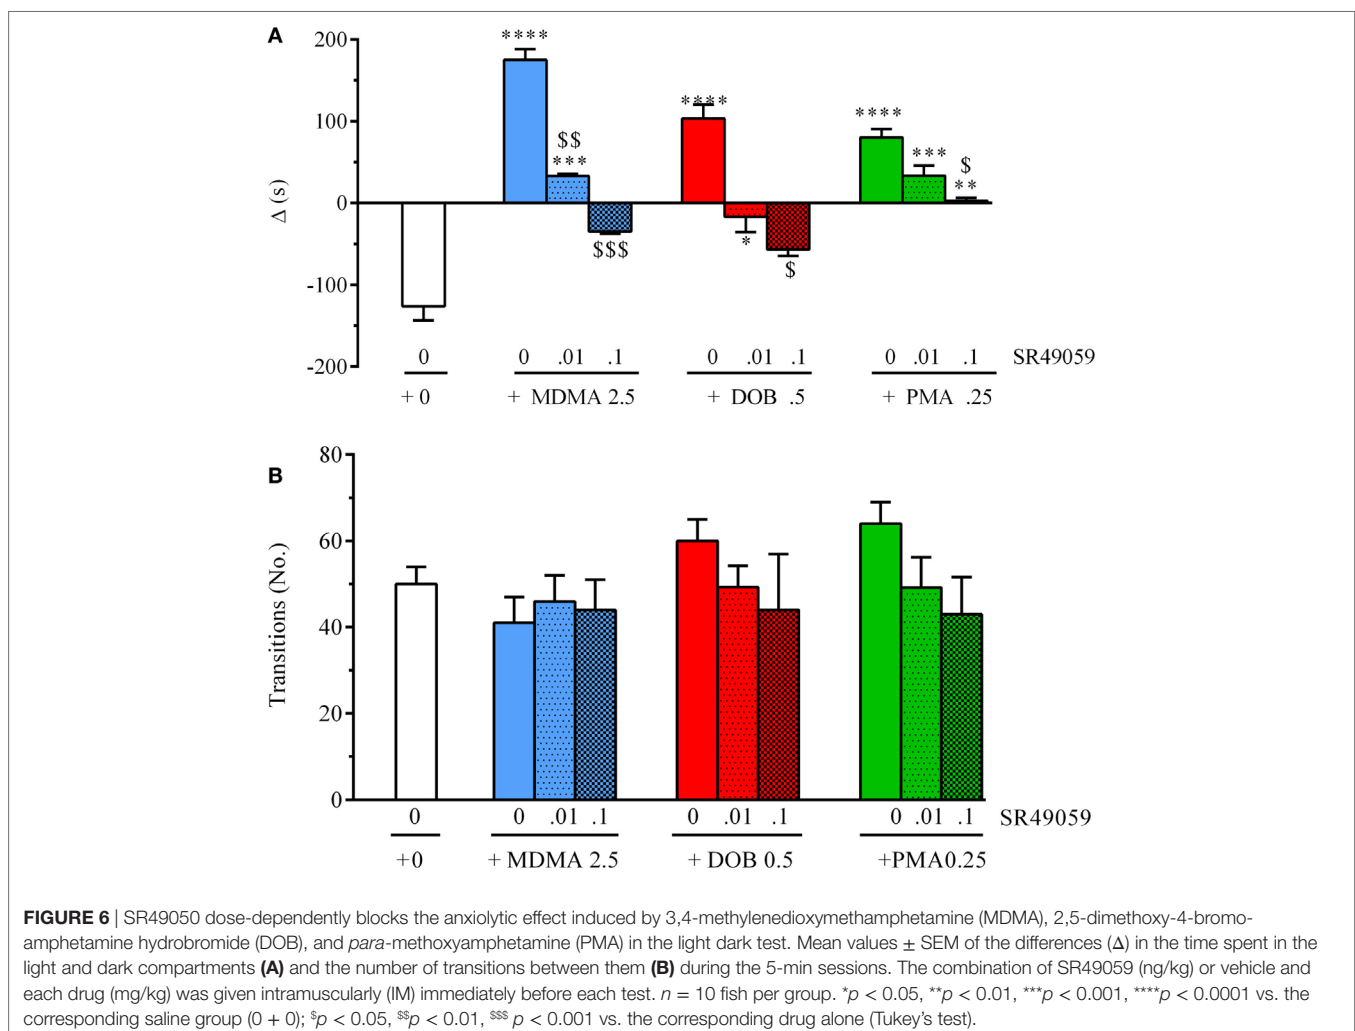 A
200
100
0
-100
-200
Δ (s)
****
$$
***
$$$
****
*
$
****
***
$
**
0 0 .01 .1 0 .01 .1 0 .01 .1 SR49059
+ 0 + MDMA 2.5 + DOB .5 + PMA .25
B
80
60
40
20
0
Transitions (No.)
0 0 .01 .1 0 .01 .1 0 .01 .1 SR49059
+0 + MDMA 2.5 + DOB 0.5 +PMA0.25
FIGURE 6 | SR49050 dose-dependently blocks the anxiolytic effect induced by 3,4-methylenedioxymethamphetamine (MDMA), 2,5-dimethoxy-4-bromo-
amphetamine hydrobromide (DOB), and para-methoxyamphetamine (PMA) in the light dark test. Mean values ± SEM of the differences (Δ) in the time spent in the
light and dark compartments (A) and the number of transitions between them (B) during the 5-min sessions. The combination of SR49059 (ng/kg) or vehicle and
each drug (mg/kg) was given intramuscularly (IM) immediately before each test. n = 10 fish per group. *p < 0.05, **p < 0.01, ***p < 0.001, ****p < 0.0001 vs. the
corresponding saline group (0 + 0); $p < 0.05, $$p < 0.01, $$$ p < 0.001 vs. the corresponding drug alone (Tukey's test).